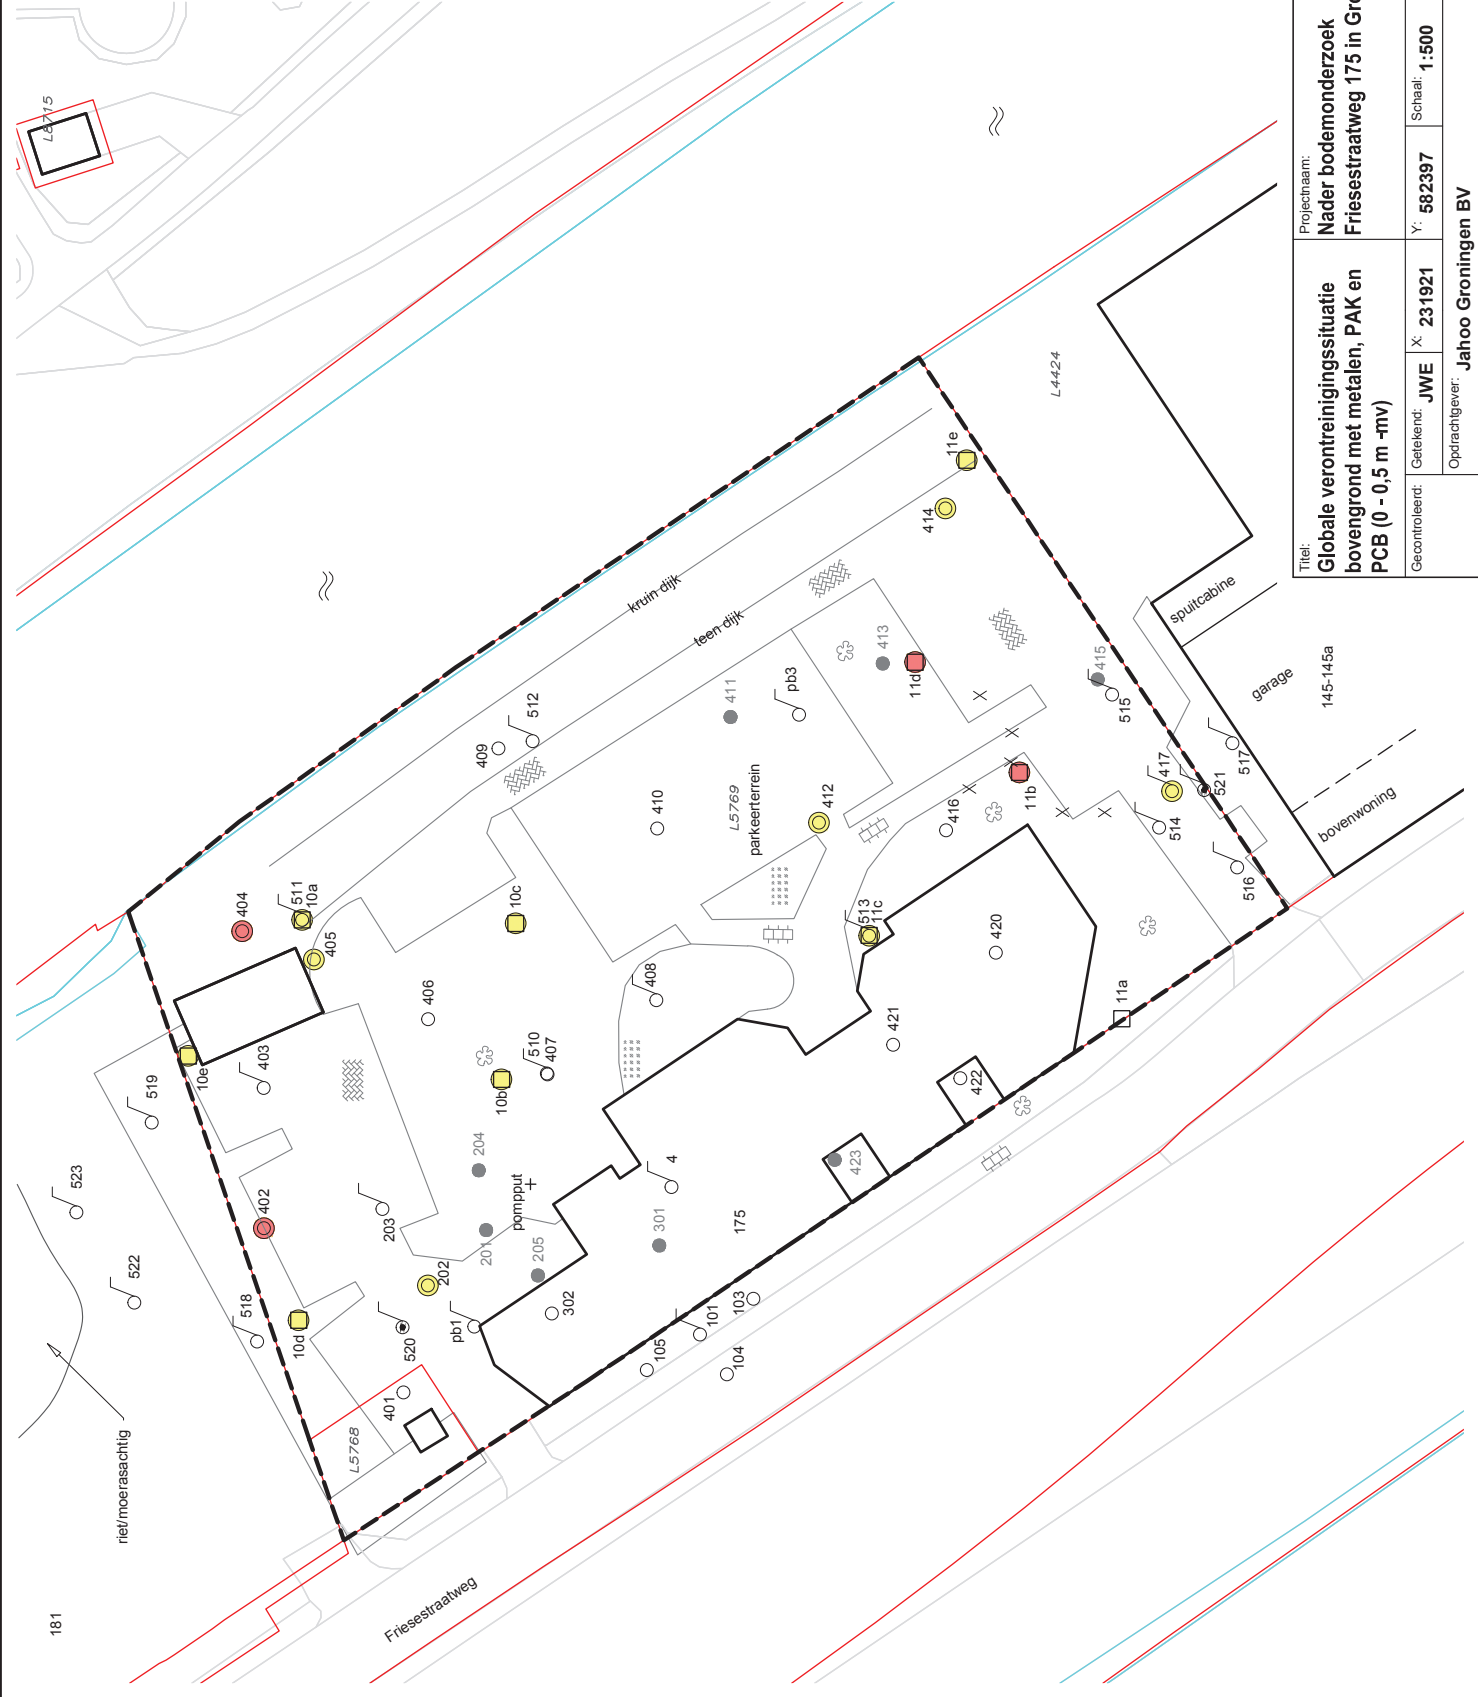 L8715
riet/moerasachtig
181
Friesestraatweg
523
522
519
518
403
402
404
405
511
10a
10c
10e
406
510
407
10b
204
pompput
201
205
203
202
10d
520
pb1
302
401
L5768
408
4
301
175
423
422
421
420
101
103
105
104
409
512
410
411
pb3
L5769
parkeerterrein
412
413
11d
513
11c
416
11b
11a
kruin dijk
teen dijk
11e
414
415
515
417
521
517
514
516
L4424
spuitcabine
garage
145-145a
bovenwoning
Titel:
Globale verontreinigingssituatie
bovengrond met metalen, PAK en
PCB (0 - 0,5 m -mv)
Projectnaam:
Nader bodemonderzoek
Friesestraatweg 175 in Gro
Gecontroleerd:
Getekend: JWE
X: 231921
Y: 582397
Schaal: 1:500
Opdrachtgever: Jahoo Groningen BV